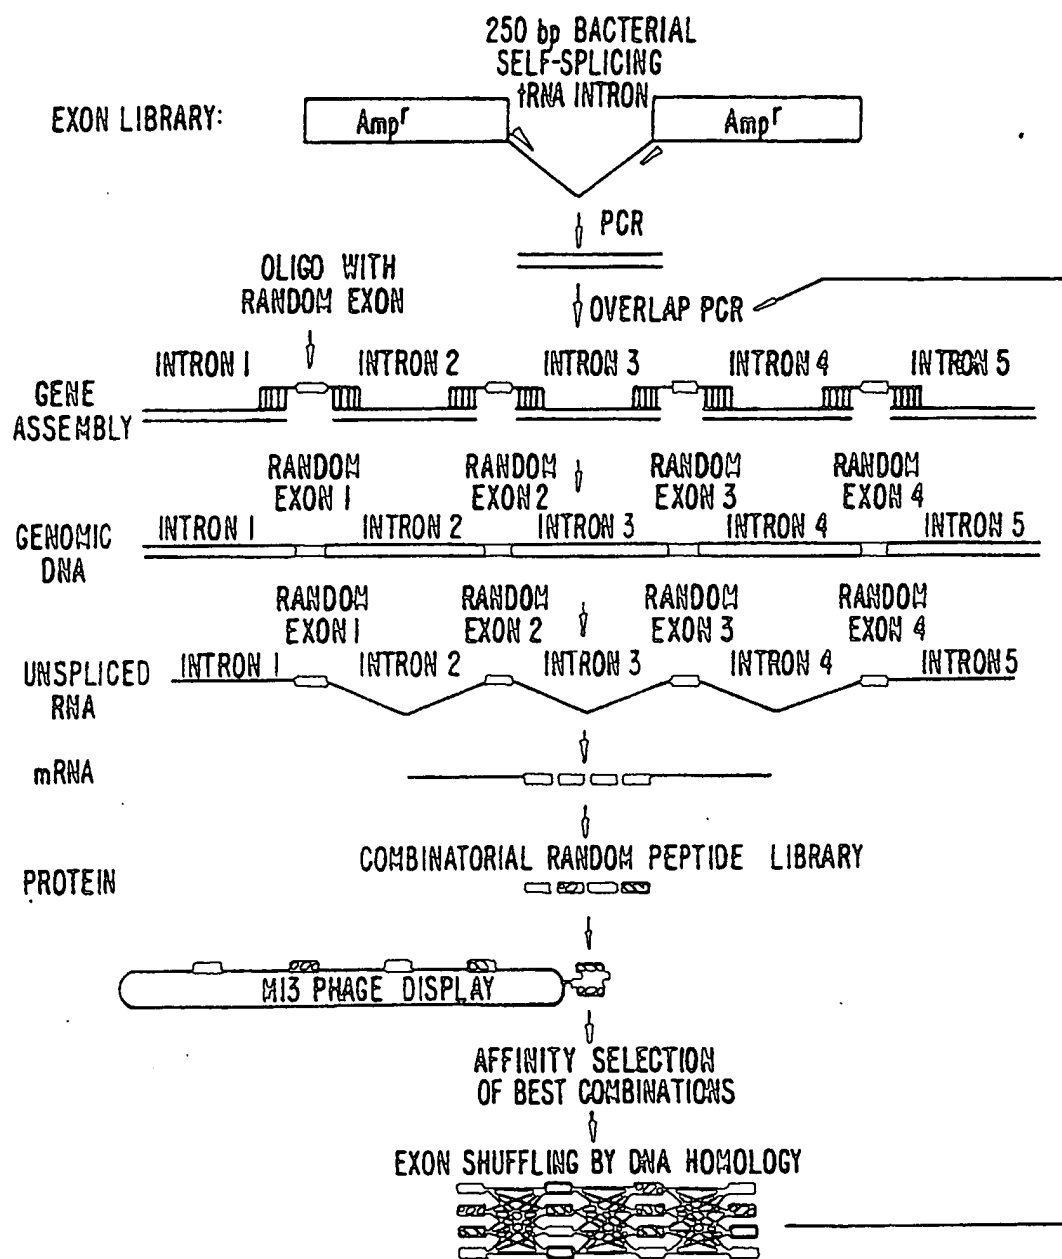 250 bp BACTERIAL
SELF-SPLICING
tRNA INTRON
EXON LIBRARY:
Ampr
Ampr
PCR
OLIGO WITH
RANDOM EXON
OVERLAP PCR
INTRON 1
INTRON 2
INTRON 3
INTRON 4
INTRON 5
GENE
ASSEMBLY
RANDOM
EXON 1
RANDOM
EXON 2
RANDOM
EXON 3
RANDOM
EXON 4
GENOMIC
DNA
INTRON 1
INTRON 2
INTRON 3
INTRON 4
INTRON 5
RANDOM
EXON 1
RANDOM
EXON 2
RANDOM
EXON 3
RANDOM
EXON 4
UNSPLICED
RNA
INTRON 1
INTRON 2
INTRON 3
INTRON 4
INTRON 5
mRNA
COMBINATORIAL RANDOM PEPTIDE LIBRARY
PROTEIN
M13 PHAGE DISPLAY
AFFINITY SELECTION
OF BEST COMBINATIONS
EXON SHUFFLING BY DNA HOMOLOGY